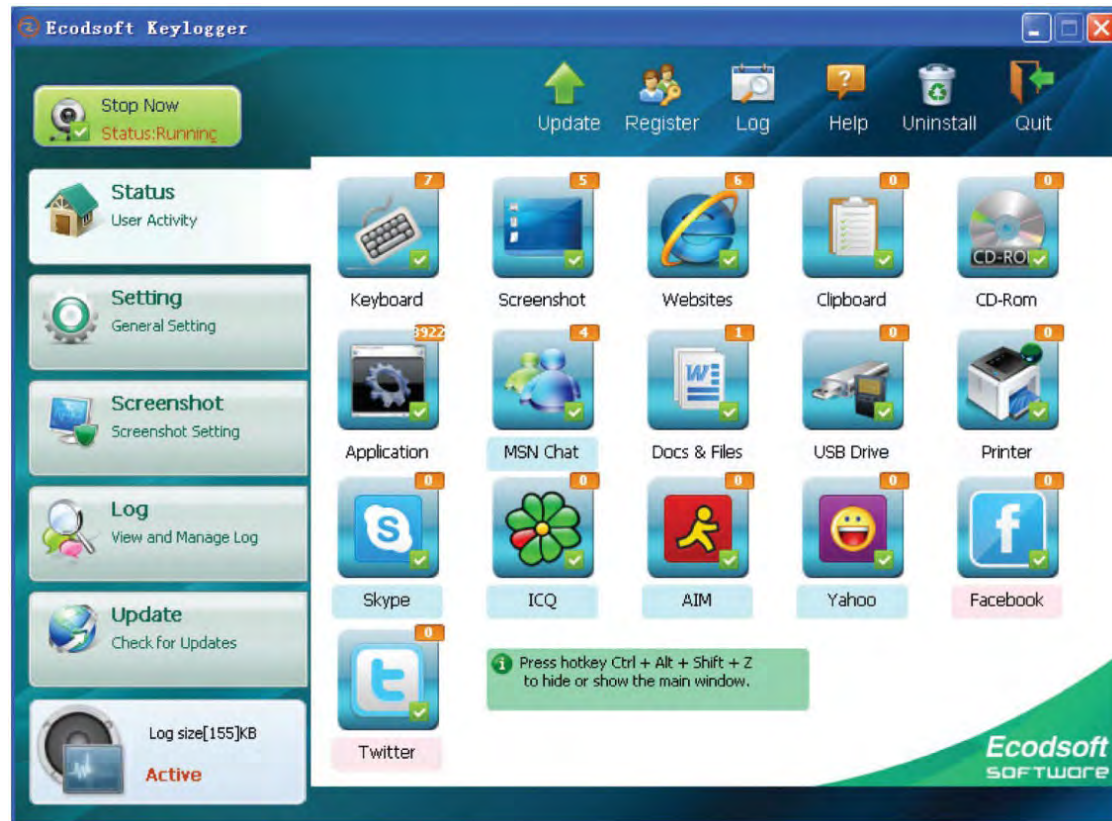 Ecodsoft Keylogger
Stop Now
Status:Running
Update Register Log Help Uninstall Quit
Status
User Activity
Setting
General Setting
Screenshot
Screenshot Setting
Log
View and Manage Log
Update
Check for Updates
Log size[155]KB
Active
7 5 6 0 0
CD-ROM
Keyboard Screenshot Websites Clipboard CD-Rom
3922 4 1 0 0
W
Application MSN Chat Docs & Files USB Drive Printer
0 0 0 0 0
S f
Skype ICQ AIM Yahoo Facebook
0
t
Twitter
Press hotkey Ctrl + Alt + Shift + Z
to hide or show the main window.
Ecodsoft
SOFTWARE